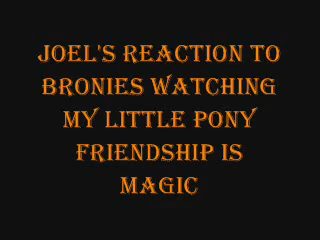 JOEL'S REACTION TO
BRONIES WATCHING
MY LITTLE PONY
FRIENDSHIP IS
MAGIC